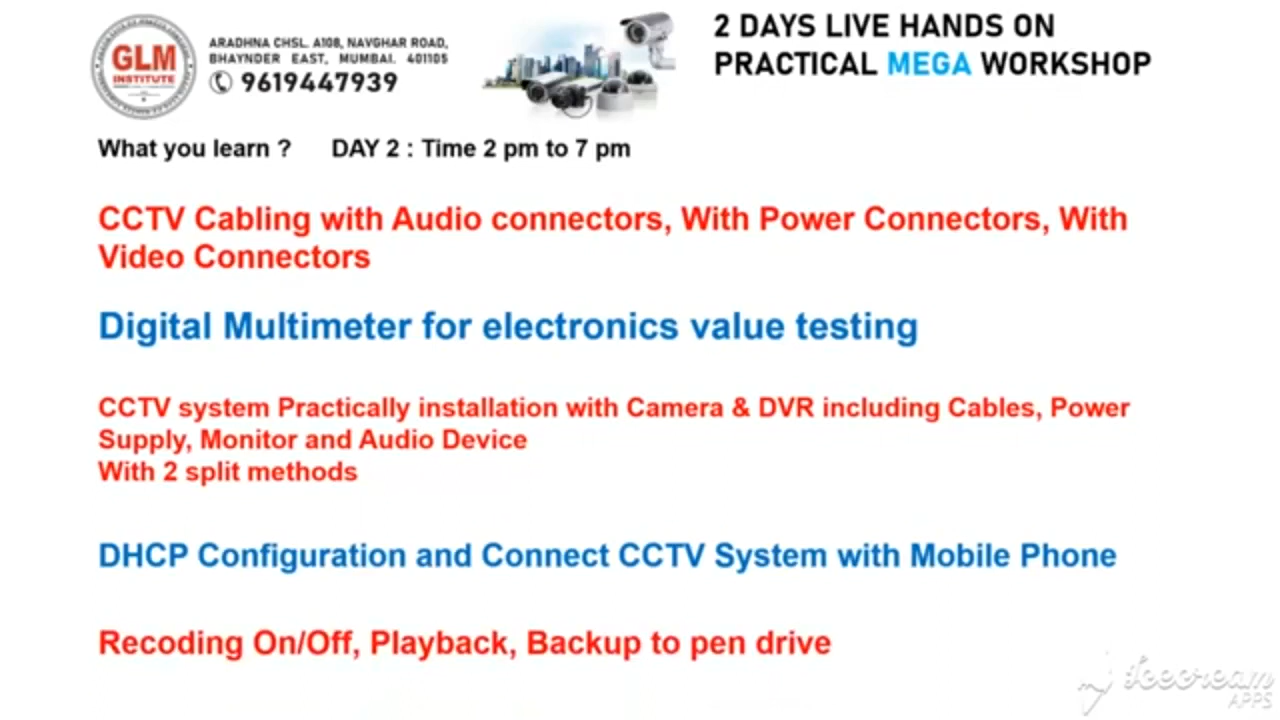 GLM
INSTITUTE
ARADHNA CHSL. A108, NAVGHAR ROAD,
BHAYNDER EAST, MUMBAI. 401105
9619447939
2 DAYS LIVE HANDS ON
PRACTICAL MEGA WORKSHOP
What you learn ? DAY 2 : Time 2 pm to 7 pm
CCTV Cabling with Audio connectors, With Power Connectors, With
Video Connectors
Digital Multimeter for electronics value testing
CCTV system Practically installation with Camera & DVR including Cables, Power
Supply, Monitor and Audio Device
With 2 split methods
DHCP Configuration and Connect CCTV System with Mobile Phone
Recoding On/Off, Playback, Backup to pen drive
Icecream
APPS